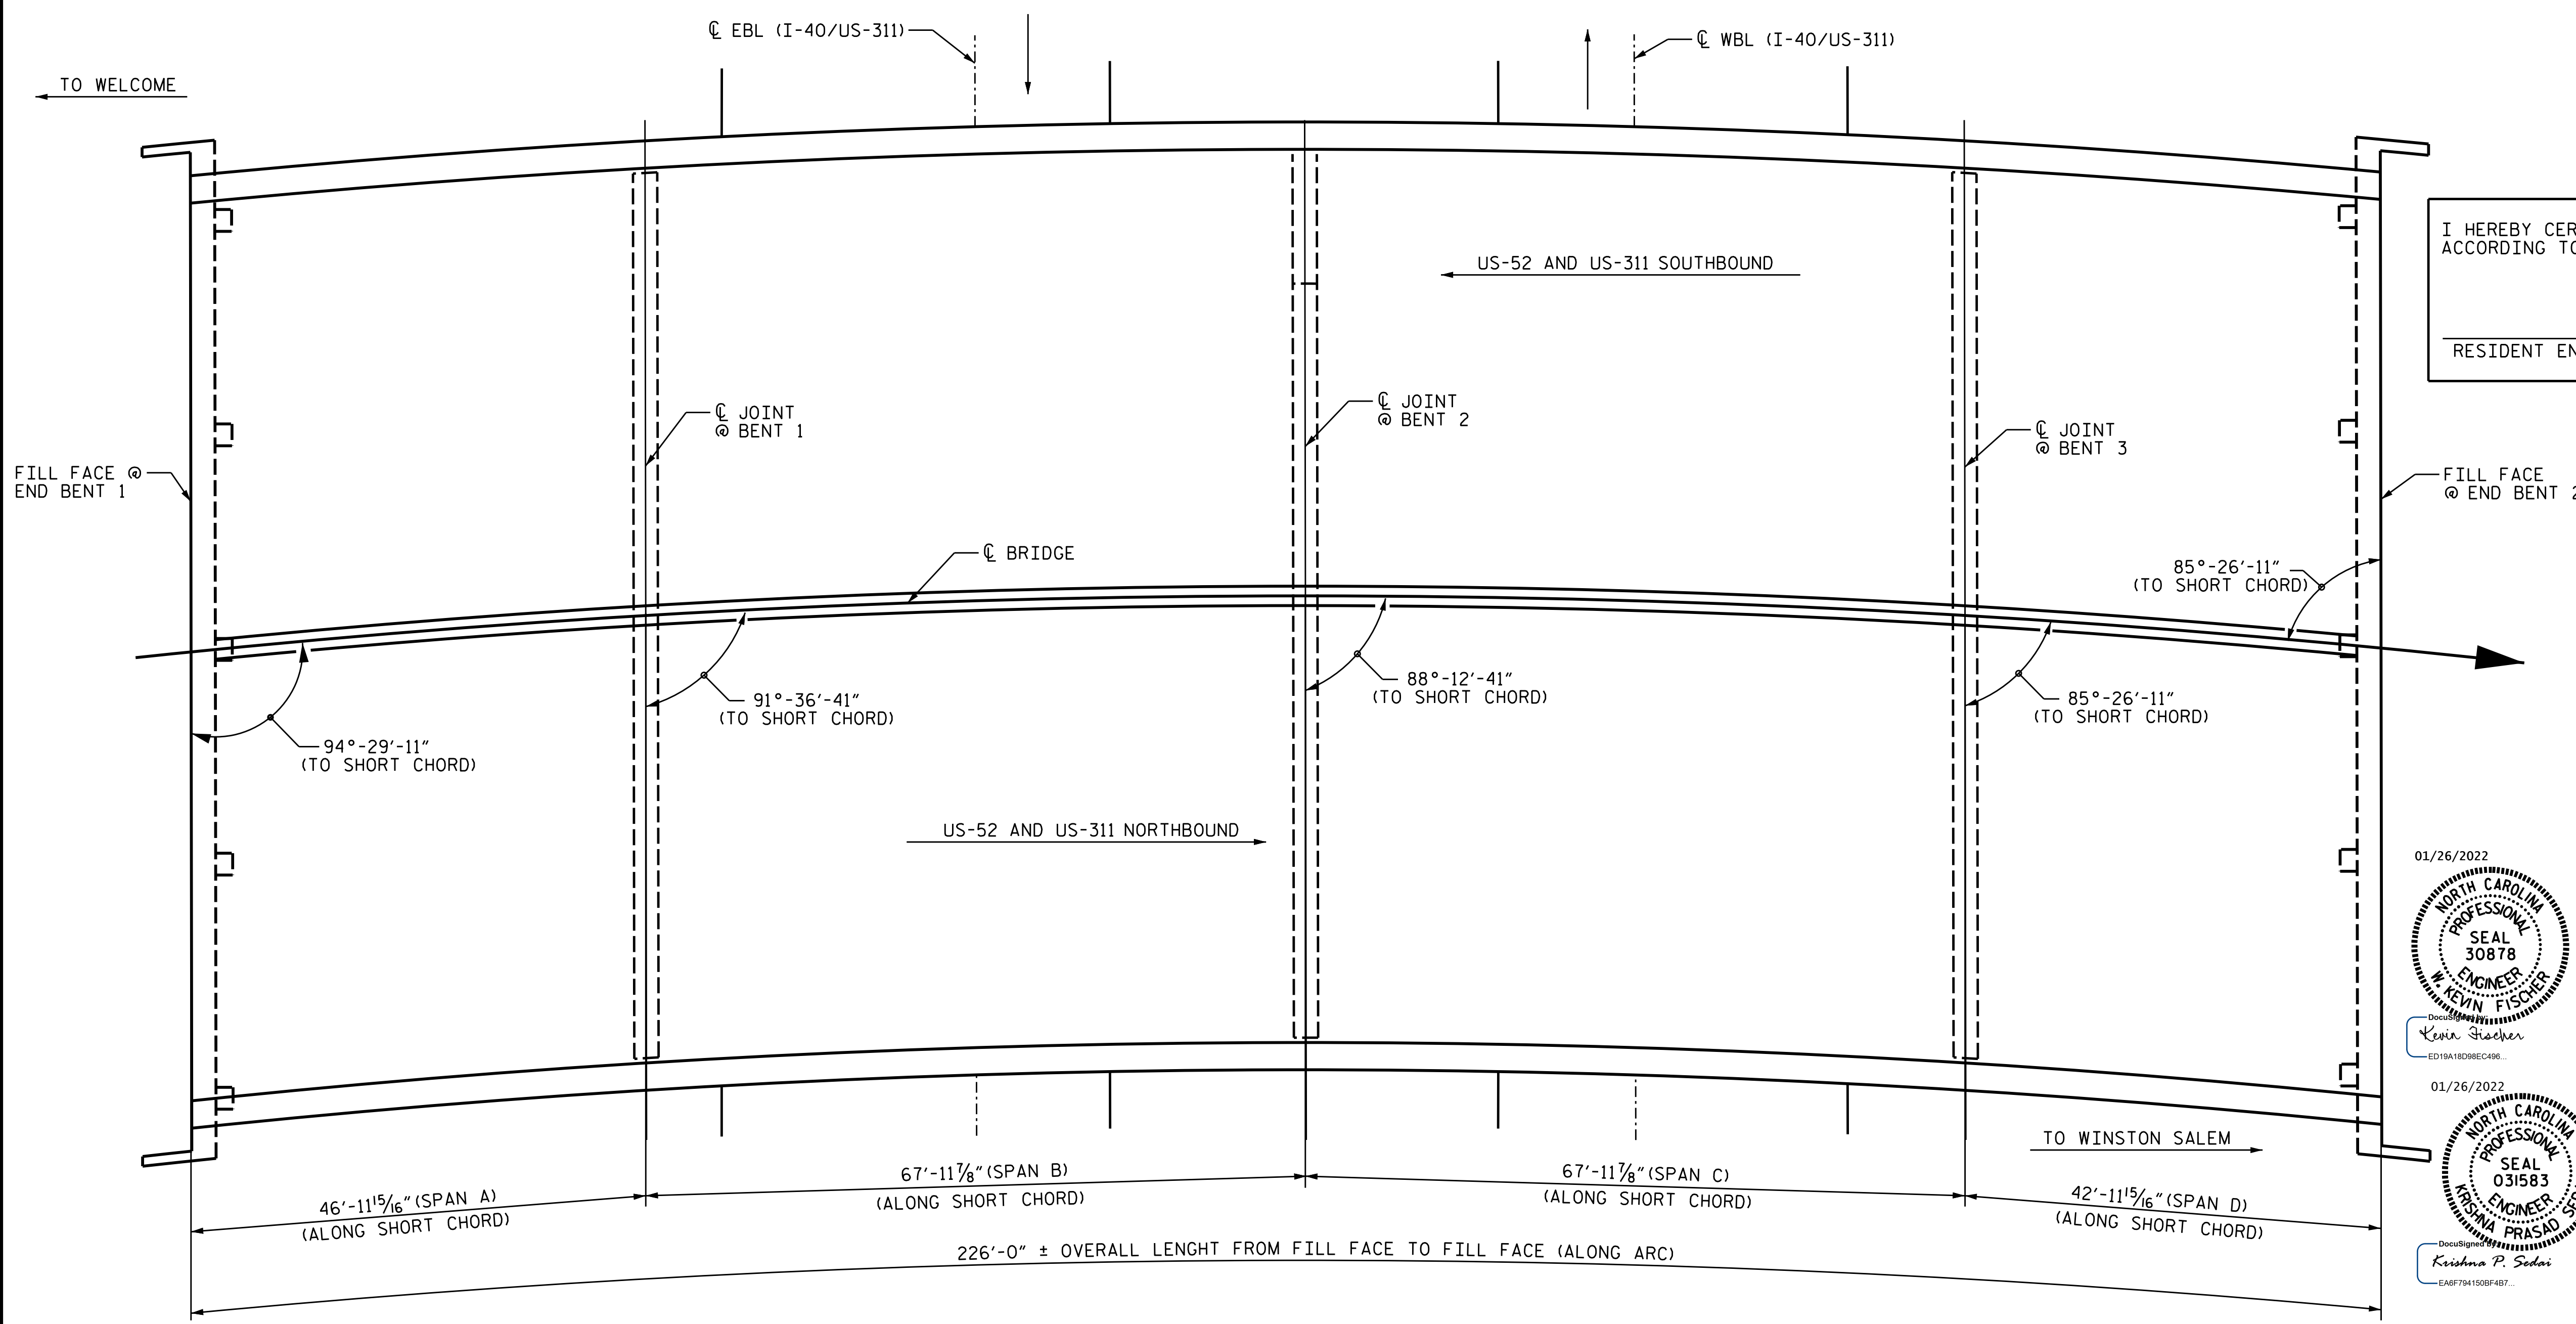 ℄ EBL (I-40/US-311)
℄ WBL (I-40/US-311)
TO WELCOME
I HEREBY CER
ACCORDING TO
RESIDENT EN
US-52 AND US-311 SOUTHBOUND
℄ JOINT
@ BENT 1
℄ JOINT
@ BENT 2
℄ JOINT
@ BENT 3
FILL FACE @
END BENT 1
FILL FACE
@ END BENT 2
℄ BRIDGE
85°-26'-11"
(TO SHORT CHORD)
94°-29'-11"
(TO SHORT CHORD)
91°-36'-41"
(TO SHORT CHORD)
88°-12'-41"
(TO SHORT CHORD)
85°-26'-11"
(TO SHORT CHORD)
US-52 AND US-311 NORTHBOUND
01/26/2022
NORTH CAROLINA
PROFESSIONAL
SEAL
30878
ENGINEER
W. KEVIN FISCHER
DocuSigned by:
Kevin Fischer
ED19A18D98EC496...
01/26/2022
NORTH CAROLINA
PROFESSIONAL
SEAL
031583
ENGINEER
KRISHNA PRASAD
DocuSigned by:
Krishna P. Sedai
EA6F794150BF4B7...
TO WINSTON SALEM
46'-11 15/16" (SPAN A)
(ALONG SHORT CHORD)
67'-11 7/8" (SPAN B)
(ALONG SHORT CHORD)
67'-11 7/8" (SPAN C)
(ALONG SHORT CHORD)
42'-11 15/16" (SPAN D)
(ALONG SHORT CHORD)
226'-0" ± OVERALL LENGHT FROM FILL FACE TO FILL FACE (ALONG ARC)